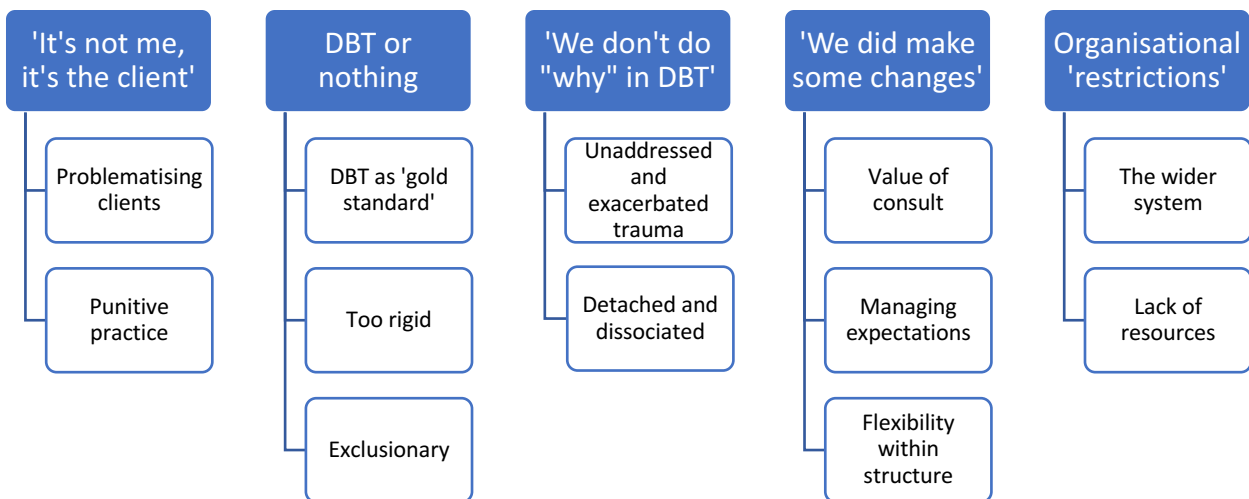 'It's not me,
it's the client'
Problematising
clients
Punitive
practice
DBT or
nothing
DBT as 'gold
standard'
Too rigid
Exclusionary
'We don't do
"why" in DBT'
Unaddressed
and
exacerbated
trauma
Detached and
dissociated
'We did make
some changes'
Value of
consult
Managing
expectations
Flexibility
within
structure
Organisational
'restrictions'
The wider
system
Lack of
resources